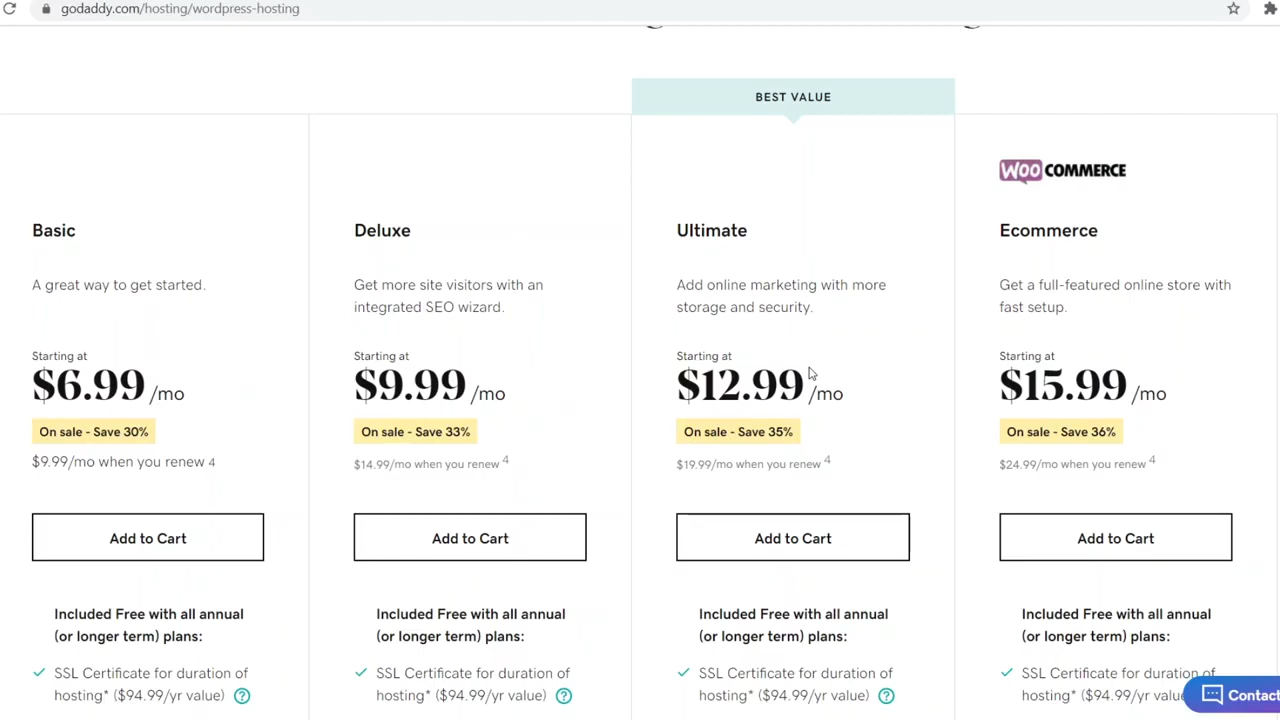 godaddy.com/hosting/wordpress-hosting
BEST VALUE
WOO COMMERCE
Basic
A great way to get started.
Starting at
$6.99 /mo
On sale - Save 30%
$9.99/mo when you renew 4
Add to Cart
Included Free with all annual
(or longer term) plans:
SSL Certificate for duration of
hosting* ($94.99/yr value) ?
Deluxe
Get more site visitors with an
integrated SEO wizard.
Starting at
$9.99 /mo
On sale - Save 33%
$14.99/mo when you renew 4
Add to Cart
Included Free with all annual
(or longer term) plans:
SSL Certificate for duration of
hosting* ($94.99/yr value) ?
Ultimate
Add online marketing with more
storage and security.
Starting at
$12.99 /mo
On sale - Save 35%
$19.99/mo when you renew 4
Add to Cart
Included Free with all annual
(or longer term) plans:
SSL Certificate for duration of
hosting* ($94.99/yr value) ?
Ecommerce
Get a full-featured online store with
fast setup.
Starting at
$15.99 /mo
On sale - Save 36%
$24.99/mo when you renew 4
Add to Cart
Included Free with all annual
(or longer term) plans:
SSL Certificate for duration of
hosting* ($94.99/yr value
Contact